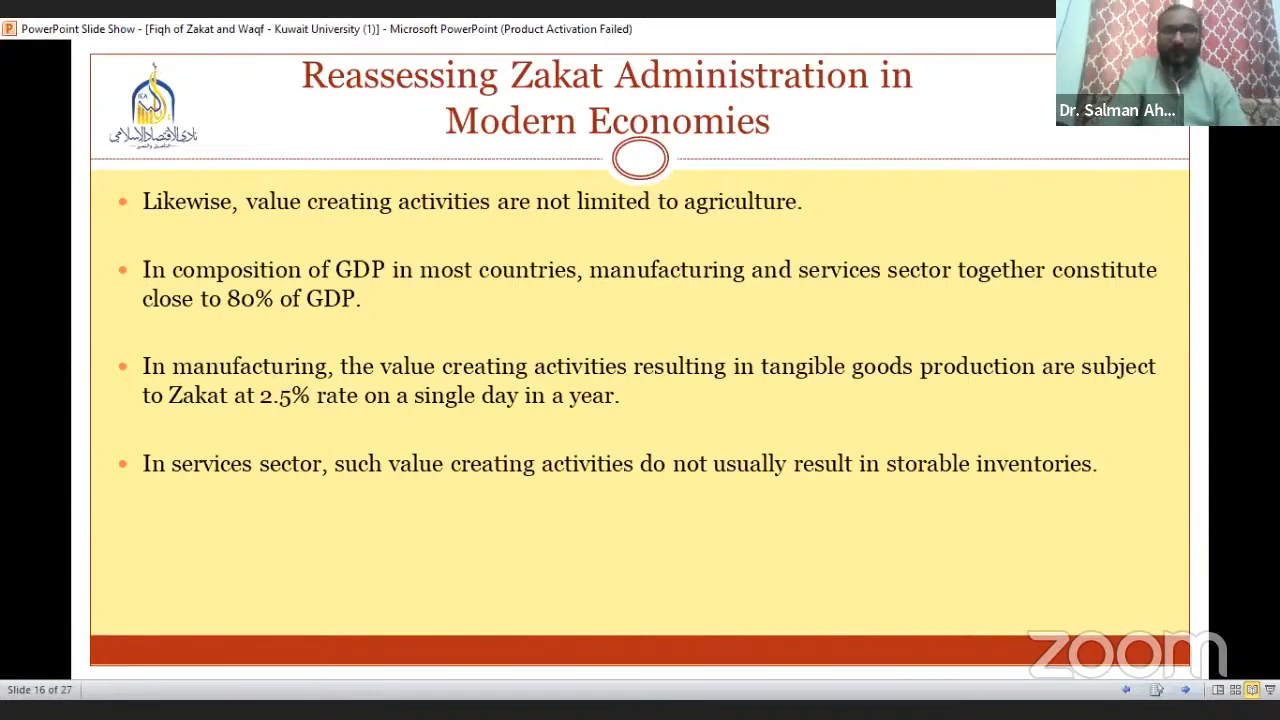 PowerPoint Slide Show - [Fiqh of Zakat and Waqf - Kuwait University (1)] - Microsoft PowerPoint (Product Activation Failed)
Dr. Salman Ah...
Reassessing Zakat Administration in
Modern Economies
IEA
نادي الاقتصاد الإسلامي
• Likewise, value creating activities are not limited to agriculture.
• In composition of GDP in most countries, manufacturing and services sector together constitute
close to 80% of GDP.
• In manufacturing, the value creating activities resulting in tangible goods production are subject
to Zakat at 2.5% rate on a single day in a year.
• In services sector, such value creating activities do not usually result in storable inventories.
zoom
Slide 16 of 27